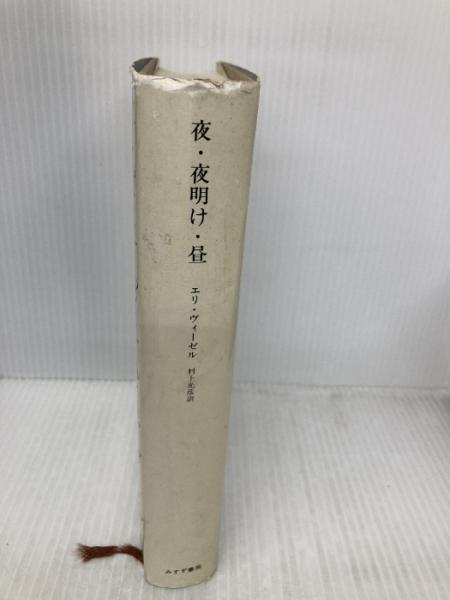 夜・夜明け・昼
エリ・ヴィーゼル 村上光彦訳
みすず書房